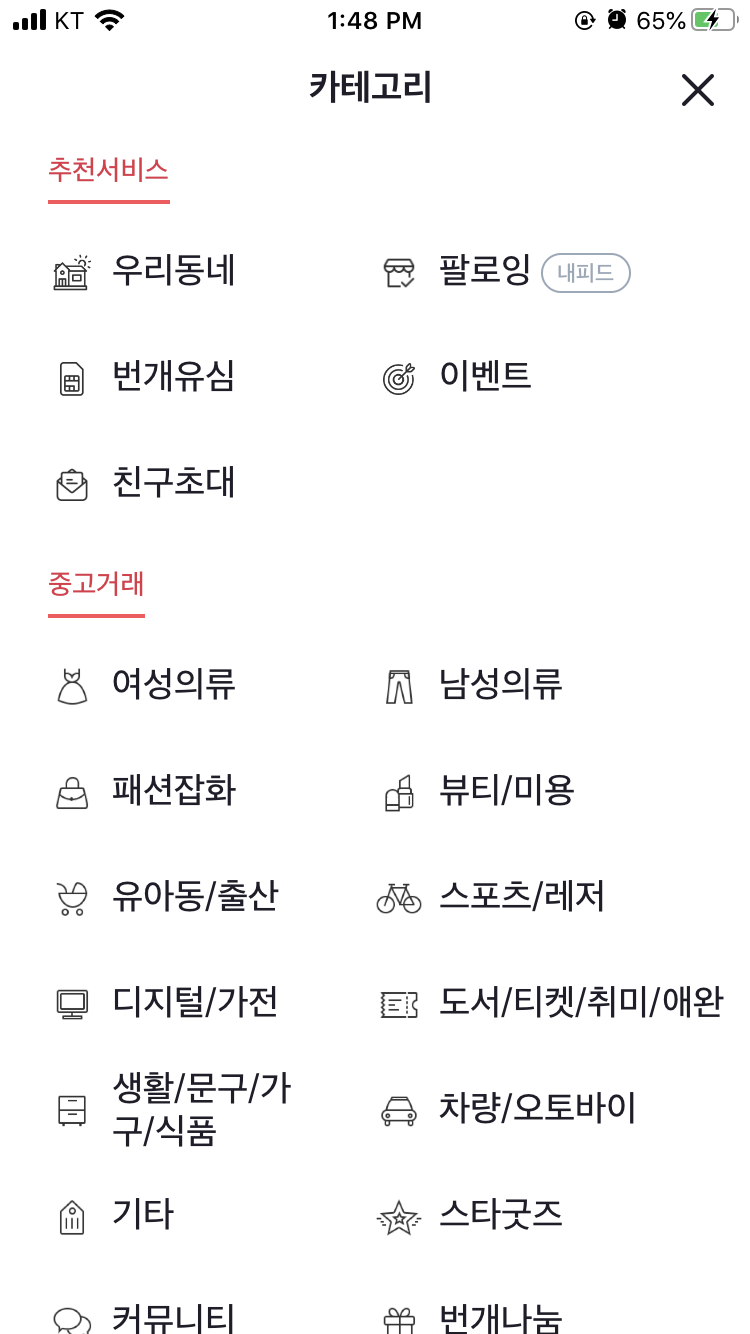 KT 1:48 PM 65%
카테고리
추천서비스
우리동네 팔로잉 내피드
번개유심 이벤트
친구초대
중고거래
여성의류 남성의류
패션잡화 뷰티/미용
유아동/출산 스포츠/레저
디지털/가전 도서/티켓/취미/애완
생활/문구/가
구/식품
차량/오토바이
기타 스타굿즈
커뮤니티 번개나눔